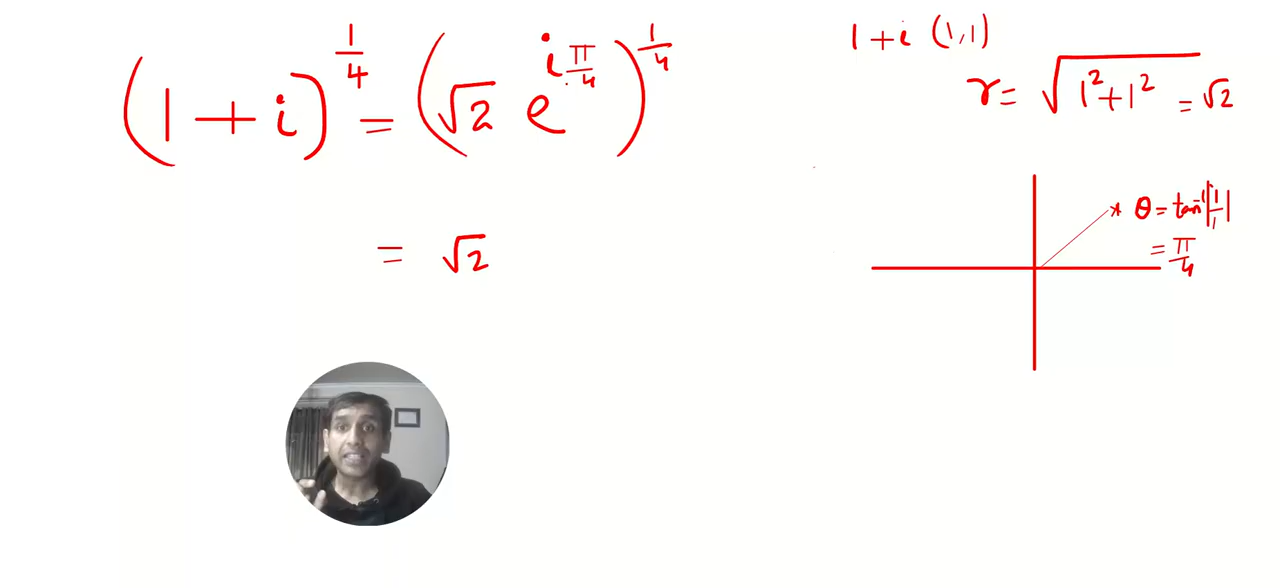 (1 + i)^{1/4} = (√2 e^{iπ/4})^{1/4}
= √2
1 + i (1,1)
r = √(1² + 1²) = √2
θ = tan⁻¹|1/1|
= π/4